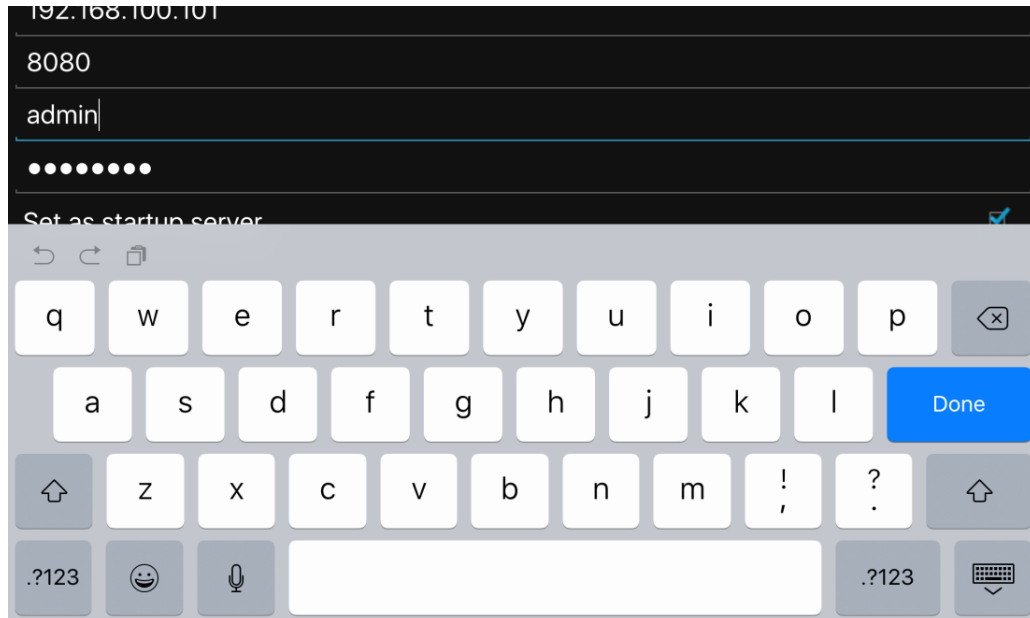 192.168.100.101
8080
admin
●●●●●●●●
Set as startup server
q w e r t y u i o p
a s d f g h j k l Done
z x c v b n m ! , ? .
.?123 .?123